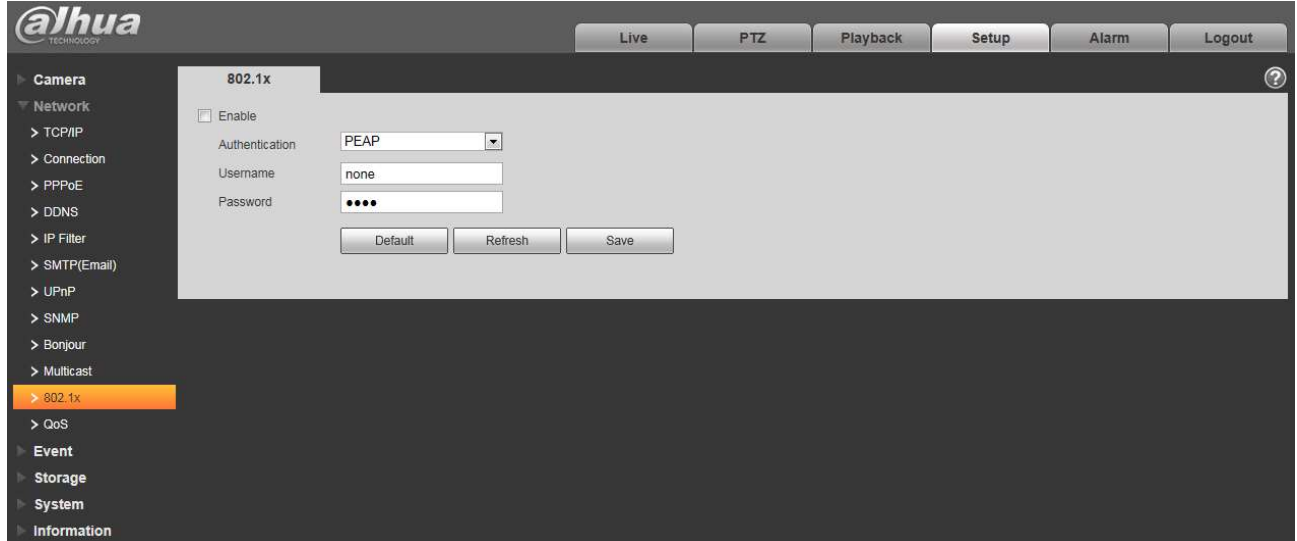 alhua
TECHNOLOGY
Live PTZ Playback Setup Alarm Logout
Camera
Network
> TCP/IP
> Connection
> PPPoE
> DDNS
> IP Filter
> SMTP(Email)
> UPnP
> SNMP
> Bonjour
> Multicast
> 802.1x
> QoS
Event
Storage
System
Information
802.1x ?
Enable
Authentication PEAP
Username none
Password ●●●●
Default Refresh Save